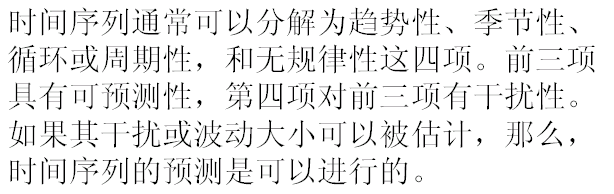 时间序列通常可以分解为趋势性、季节性、
循环或周期性，和无规律性这四项。前三项
具有可预测性，第四项对前三项有干扰性。
如果其干扰或波动大小可以被估计，那么，
时间序列的预测是可以进行的。